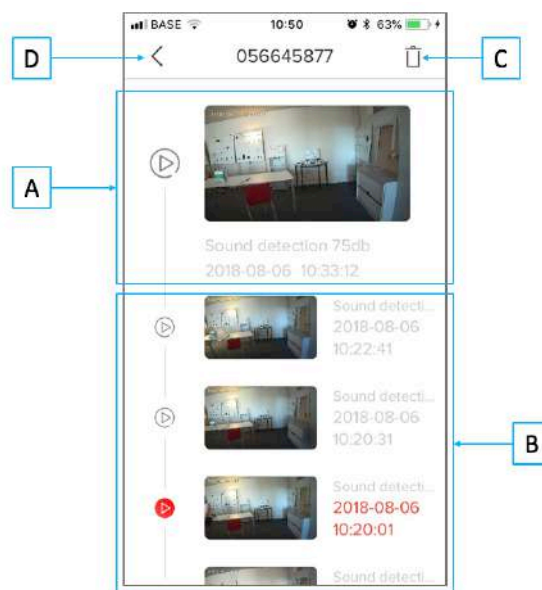 BASE 10:50 63%
D 056645877 C
A
Sound detection 75db
2018-08-06 10:33:12
Sound detecti...
2018-08-06
10:22:41
Sound detecti...
2018-08-06
10:20:31
B
Sound detecti...
2018-08-06
10:20:01
Sound detecti...